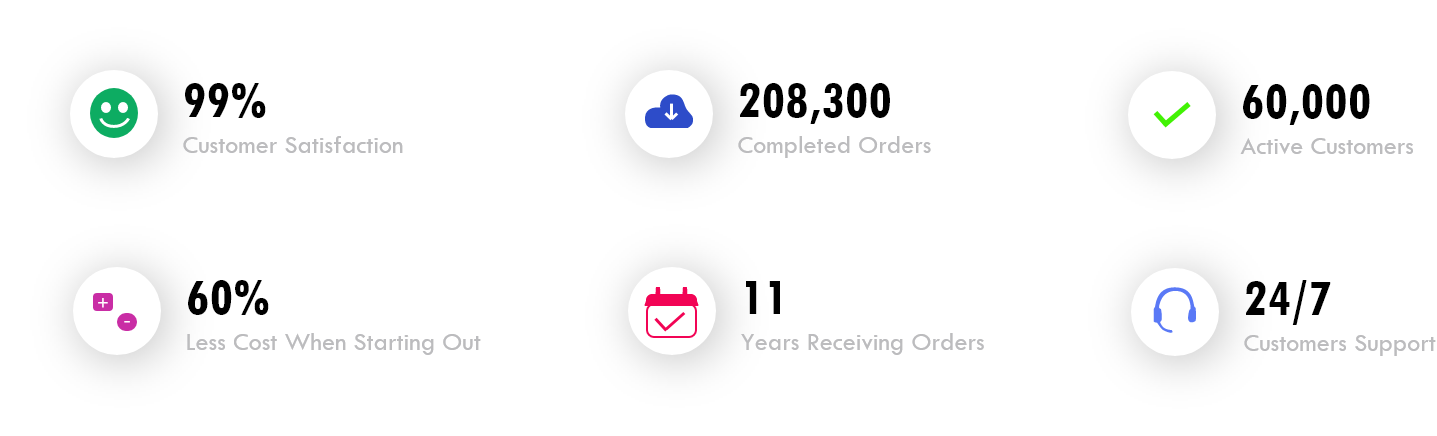 99%
Customer Satisfaction
208,300
Completed Orders
60,000
Active Customers
60%
Less Cost When Starting Out
11
Years Receiving Orders
24/7
Customers Support